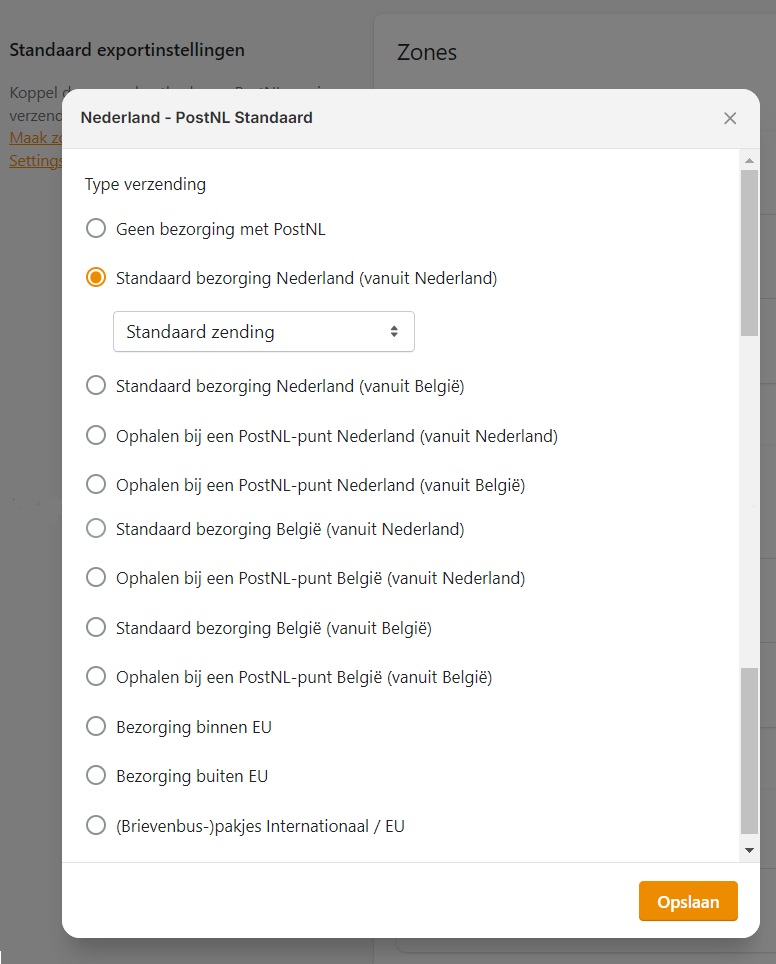 Standaard exportinstellingen
Zones
Koppel
verzend
Maak zo
Settings
Nederland - PostNL Standaard
Type verzending
Geen bezorging met PostNL
Standaard bezorging Nederland (vanuit Nederland)
Standaard zending
Standaard bezorging Nederland (vanuit België)
Ophalen bij een PostNL-punt Nederland (vanuit Nederland)
Ophalen bij een PostNL-punt Nederland (vanuit België)
Standaard bezorging België (vanuit Nederland)
Ophalen bij een PostNL-punt België (vanuit Nederland)
Standaard bezorging België (vanuit België)
Ophalen bij een PostNL-punt België (vanuit België)
Bezorging binnen EU
Bezorging buiten EU
(Brievenbus-)pakjes Internationaal / EU
Opslaan